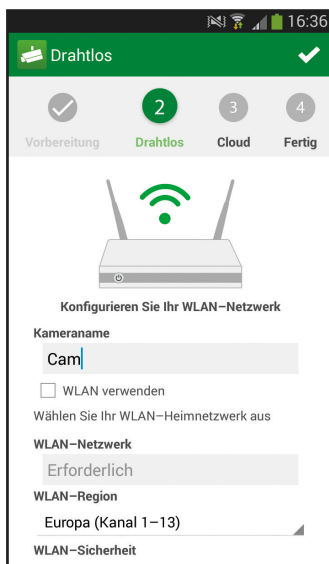 16:36
Drahtlos
2
3
4
Vorbereitung
Drahtlos
Cloud
Fertig
Konfigurieren Sie Ihr WLAN–Netzwerk
Kameraname
Cam
WLAN verwenden
Wählen Sie Ihr WLAN–Heimnetzwerk aus
WLAN–Netzwerk
Erforderlich
WLAN–Region
Europa (Kanal 1–13)
WLAN–Sicherheit